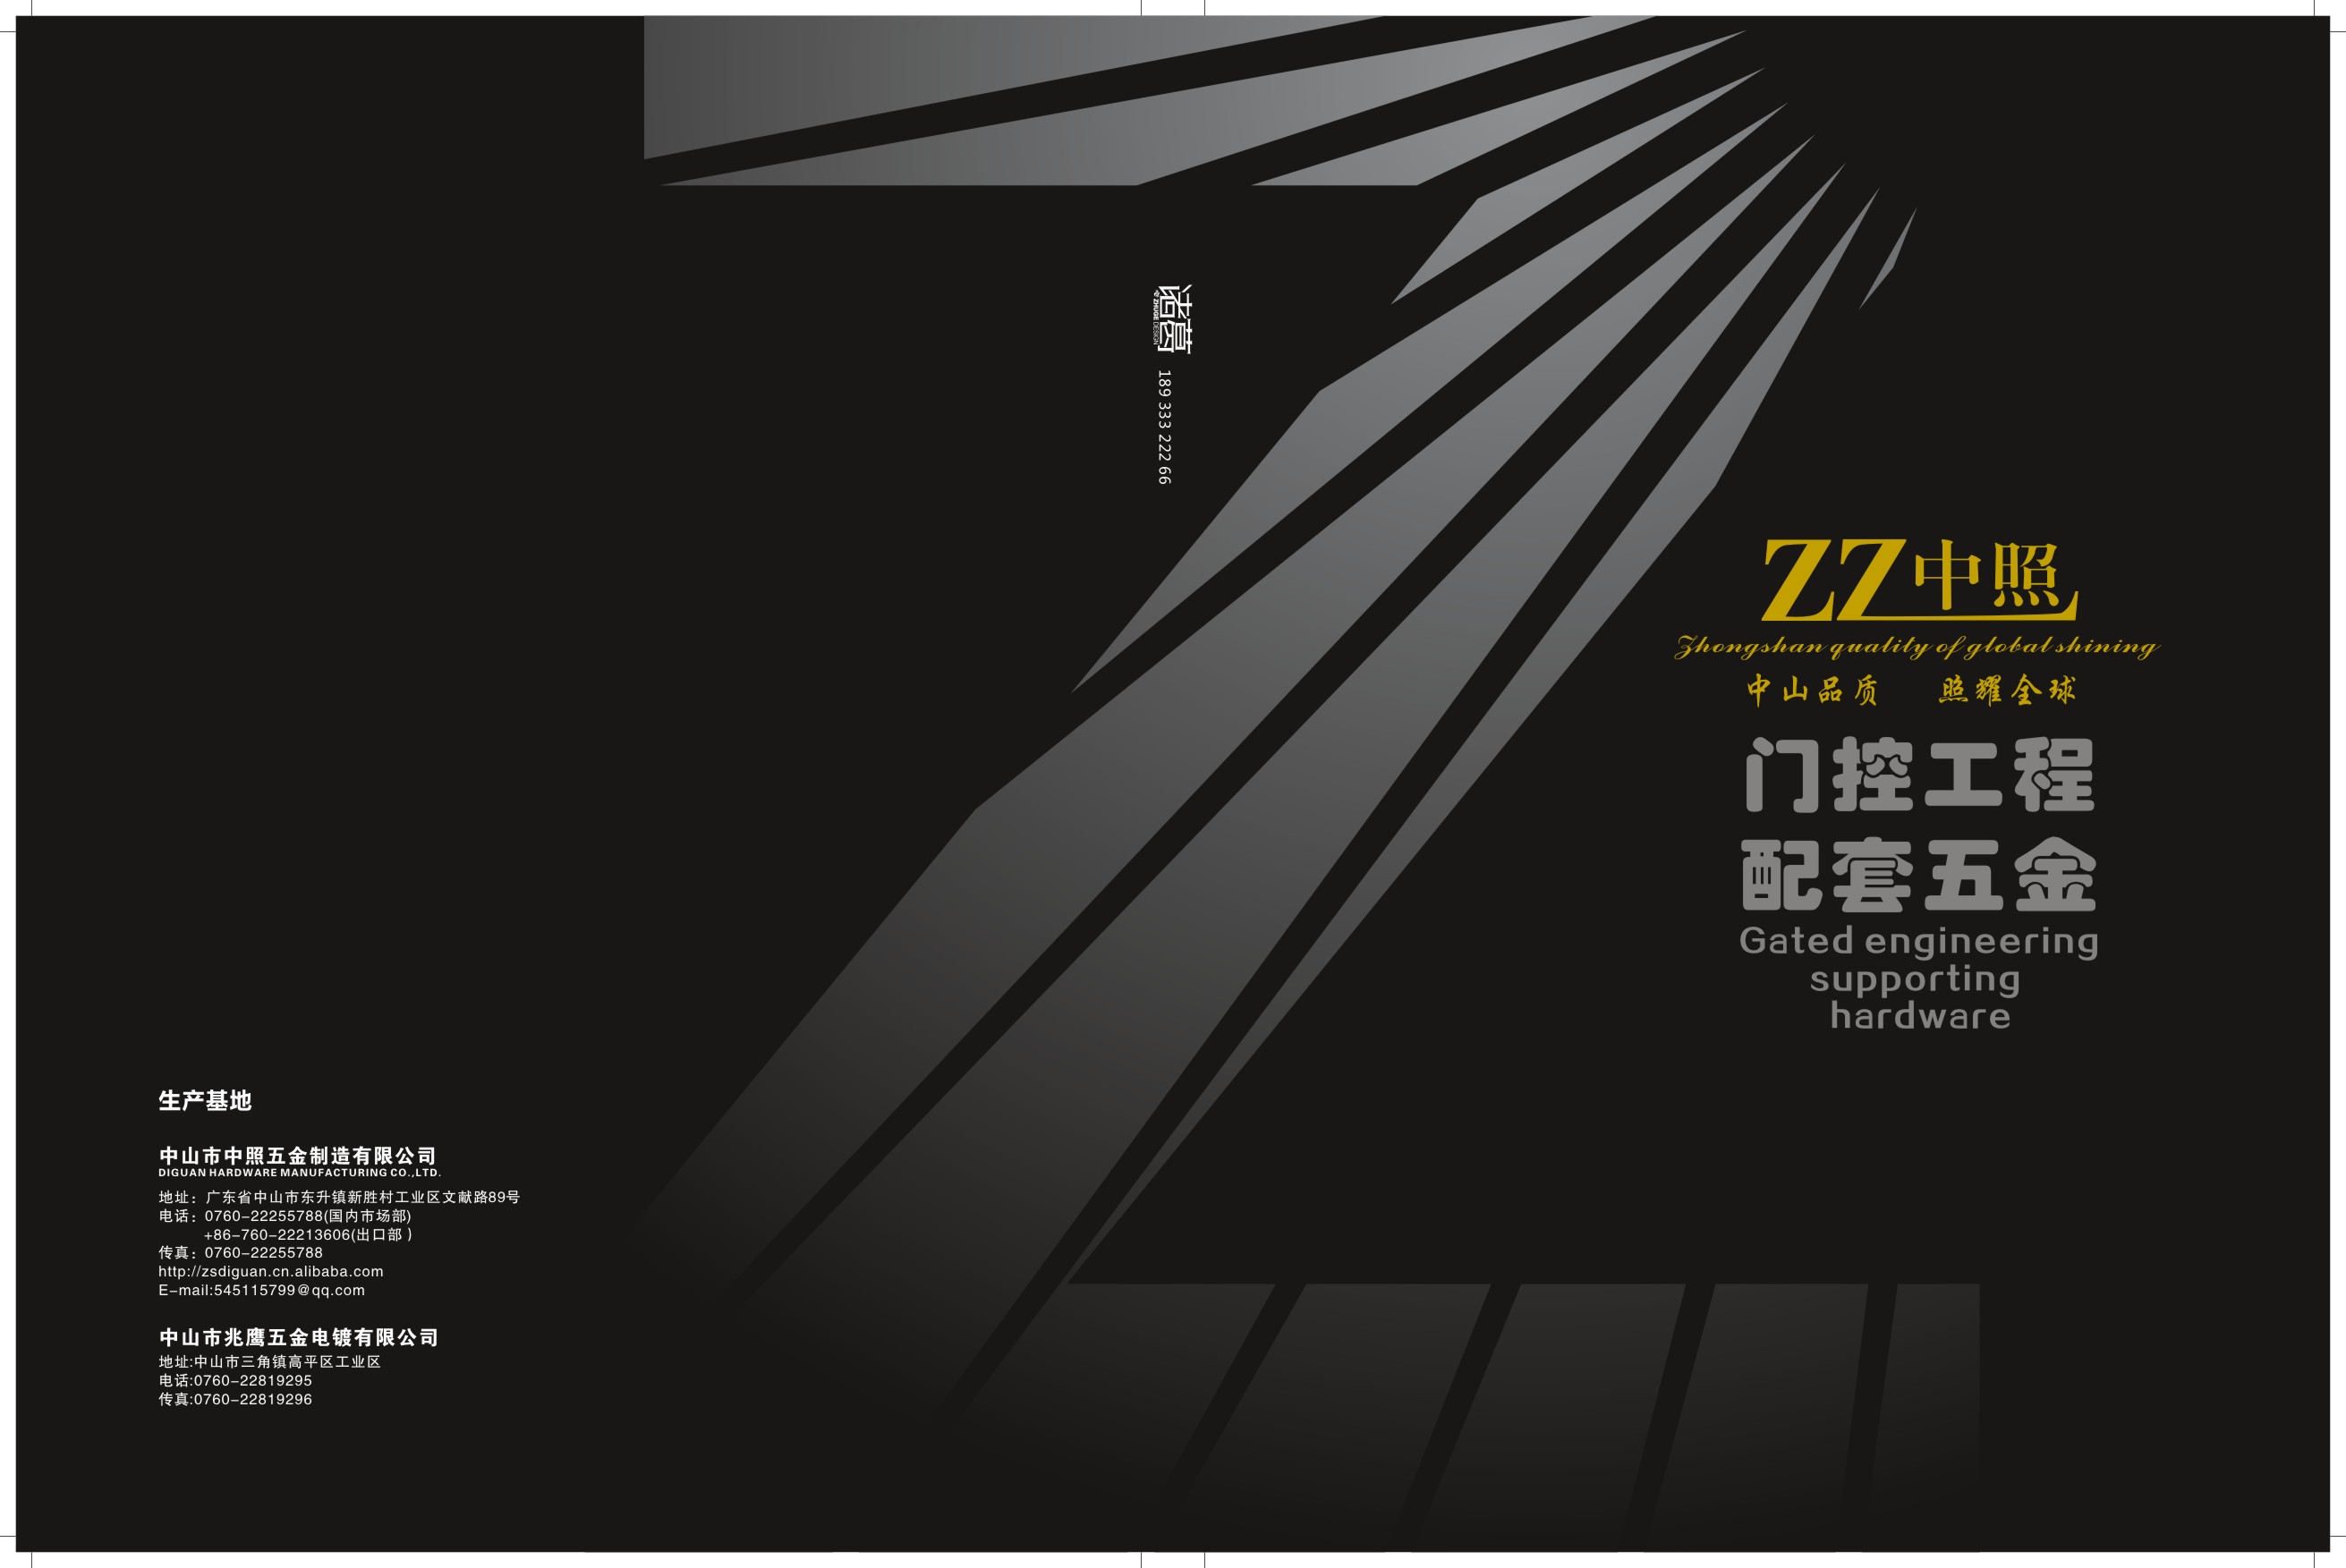 诺蒿
ZHUGE DESIGN
189 333 222 66
ZZ中照
Zhongshan quality of global shining
中山品质 照耀全球
门控工程
配套五金
Gated engineering
supporting
hardware
生产基地
中山市中照五金制造有限公司
DIGUAN HARDWARE MANUFACTURING CO.,LTD.
地址：广东省中山市东升镇新胜村工业区文献路89号
电话：0760-22255788(国内市场部)
+86-760-22213606(出口部)
传真：0760-22255788
http://zsdiguan.cn.alibaba.com
E-mail:545115799@qq.com
中山市兆鹰五金电镀有限公司
地址:中山市三角镇高平区工业区
电话:0760-22819295
传真:0760-22819296